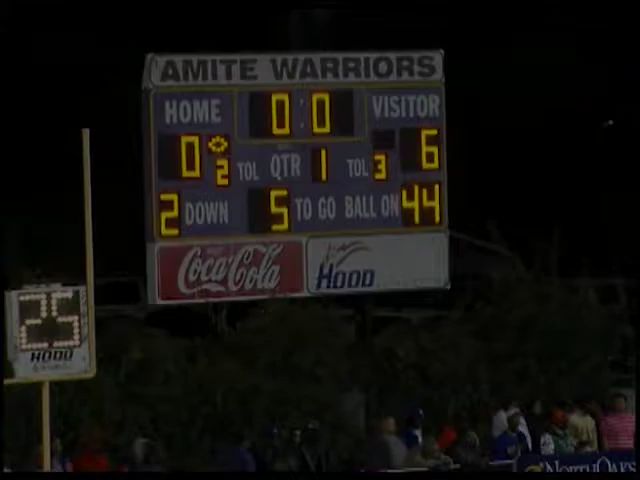 AMITE WARRIORS
HOME 0:0 VISITOR
0 2 TOL QTR 1 TOL 3 6
2 DOWN 5 TO GO BALL ON 44
Coca-Cola HOOD
25
HOOD
NORTHOAKS